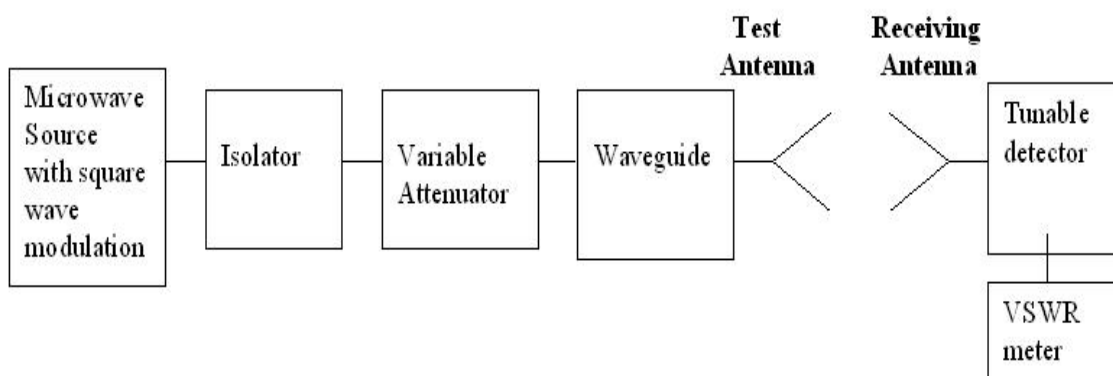 Test
Antenna
Receiving
Antenna
Microwave
Source
with square
wave
modulation
Isolator
Variable
Attenuator
Waveguide
Tunable
detector
VSWR
meter